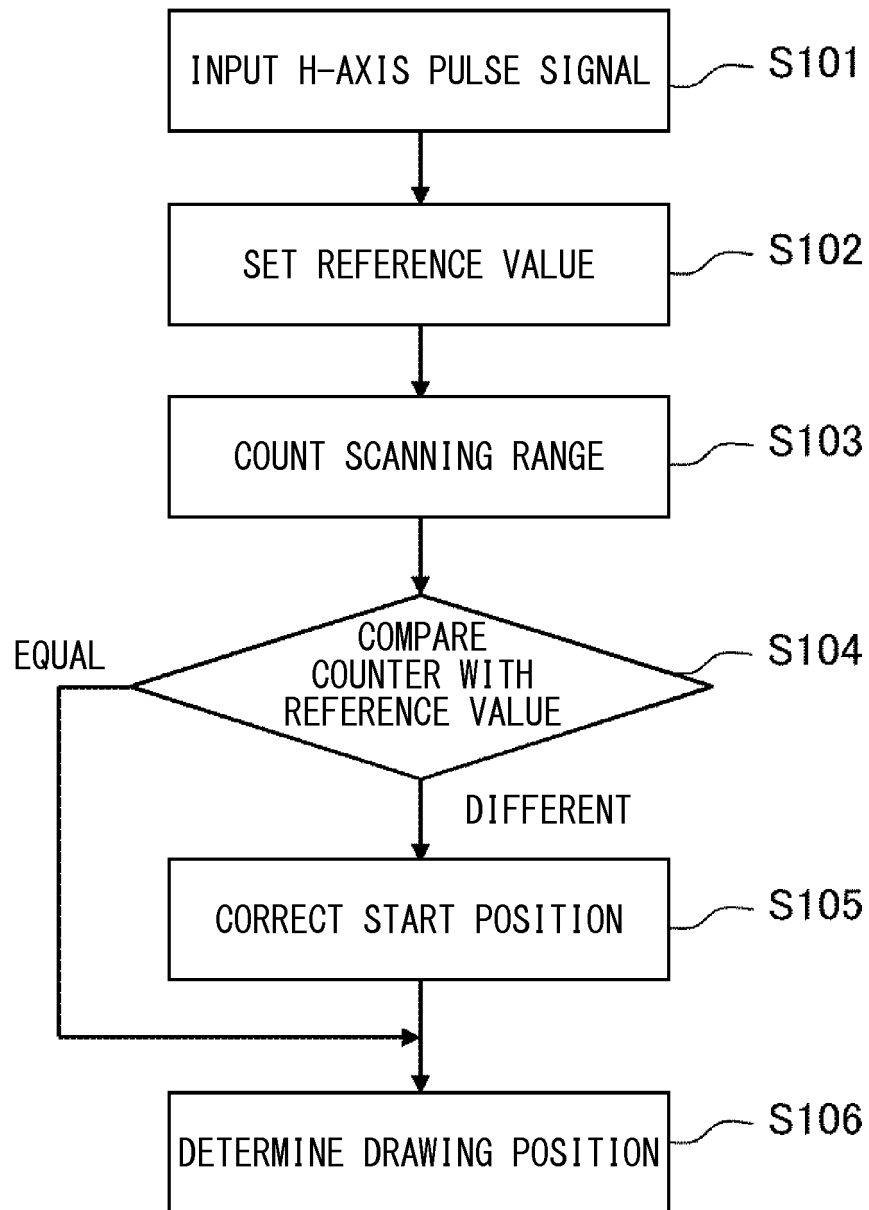 INPUT H-AXIS PULSE SIGNAL
S101
SET REFERENCE VALUE
S102
COUNT SCANNING RANGE
S103
EQUAL
COMPARE
COUNTER WITH
REFERENCE VALUE
S104
DIFFERENT
CORRECT START POSITION
S105
DETERMINE DRAWING POSITION
S106